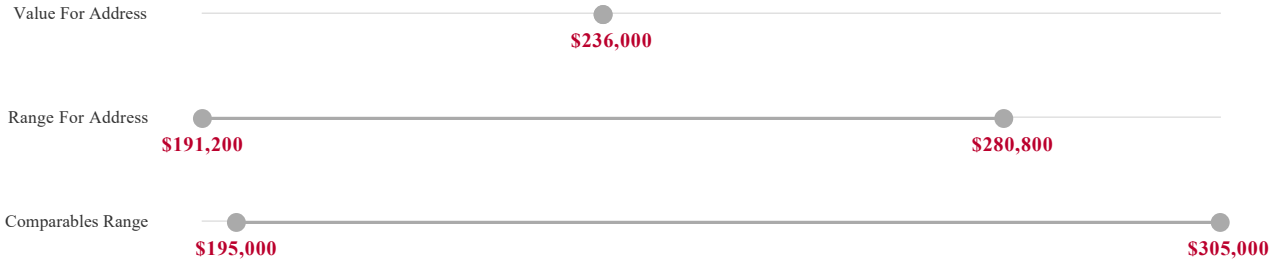 Value For Address
$236,000
Range For Address
$191,200 $280,800
Comparables Range
$195,000 $305,000